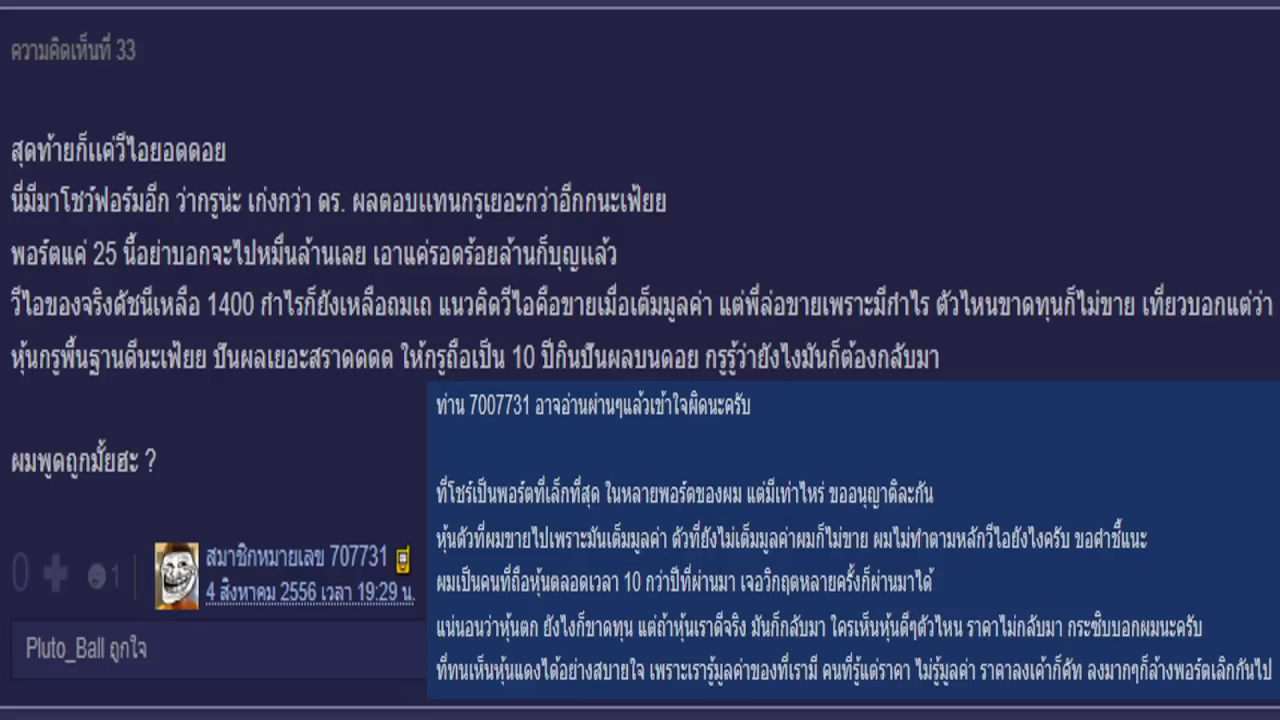 ความคิดเห็นที่ 33
สุดท้ายก็แค่วีไอยอดดอย
นี่มีมาโชว์ฟอร์มอีก ว่ากรูน่ะ เก่งกว่า ดร. ผลตอบแทนกรูเยอะกว่าอีกกนะเฟ้ยย
พอร์ตแค่ 25 นี้อย่าบอกจะไปหมื่นล้านเลย เอาแค่รอดร้อยล้านก็บุญแล้ว
วีไอของจริงดัชนีเหลือ 1400 กำไรก็ยังเหลือถมเถ แนวคิดวีไอคือขายเมื่อเต็มมูลค่า แต่พี่ล่อขายเพราะมีกำไร ตัวไหนขาดทุนก็ไม่ขาย เที่ยวบอกแต่ว่า
หุ้นกรูพื้นฐานดีนะเฟ้ยย ปันผลเยอะสราดดดด ให้กรูถือเป็น 10 ปีกินปันผลบนดอย กรูรู้ว่ายังไงมันก็ต้องกลับมา
ผมพูดถูกมั้ยฮะ ?
0
1
สมาชิกหมายเลข 707731
4 สิงหาคม 2556 เวลา 19:29 น.
Pluto_Ball ถูกใจ
ท่าน 7007731 อาจอ่านผ่านๆแล้วเข้าใจผิดนะครับ
ที่โชร์เป็นพอร์ตที่เล็กที่สุด ในหลายพอร์ตของผม แต่มีเท่าไหร่ ขออนุญาติละกัน
หุ้นตัวที่ผมขายไปเพราะมันเต็มมูลค่า ตัวที่ยังไม่เต็มมูลค่าผมก็ไม่ขาย ผมไม่ทำตามหลักวีไอยังไงครับ ขอคำชี้แนะ
ผมเป็นคนที่ถือหุ้นตลอดเวลา 10 กว่าปีที่ผ่านมา เจอวิกฤตหลายครั้งก็ผ่านมาได้
แน่นอนว่าหุ้นตก ยังไงก็ขาดทุน แต่ถ้าหุ้นเราดีจริง มันก็กลับมา ใครเห็นหุ้นดีๆตัวไหน ราคาไม่กลับมา กระซิบบอกผมนะครับ
ที่ทนเห็นหุ้นแดงได้อย่างสบายใจ เพราะเรารู้มูลค่าของที่เรามี คนที่รู้แต่ราคา ไม่รู้มูลค่า ราคาลงเค้าก็คัท ลงมากๆก็ล้างพอร์ตเลิกกันไป